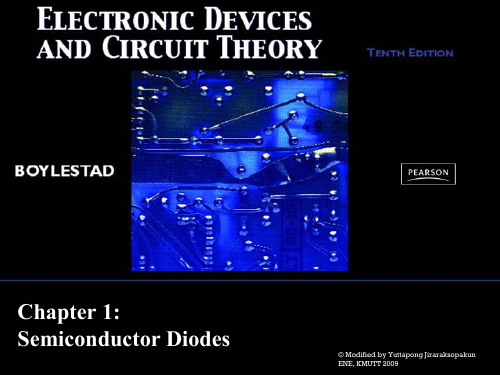 ELECTRONIC DEVICES
AND CIRCUIT THEORY
TENTH EDITION
BOYLESTAD
PEARSON
Chapter 1:
Semiconductor Diodes
© Modified by Yuttapong Jiraraksopakun
ENE, KMUTT 2009